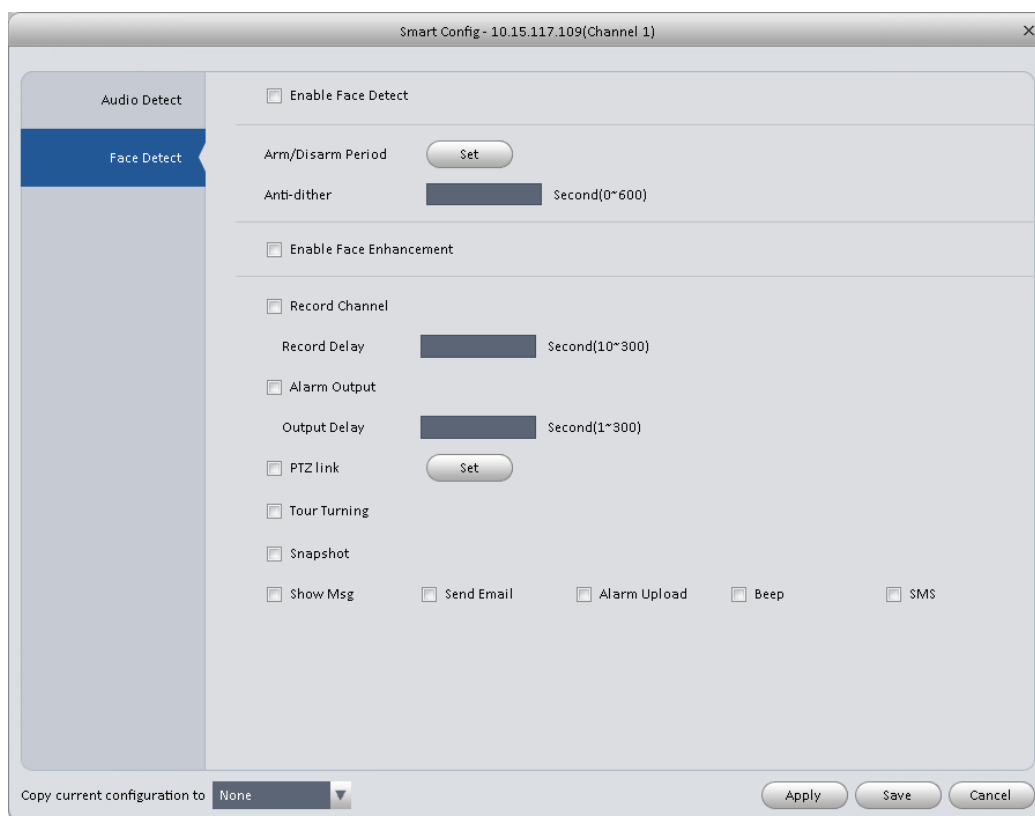 Smart Config - 10.15.117.109(Channel 1)
Audio Detect
Face Detect
Enable Face Detect
Arm/Disarm Period Set
Anti-dither Second(0~600)
Enable Face Enhancement
Record Channel
Record Delay Second(10~300)
Alarm Output
Output Delay Second(1~300)
PTZ link Set
Tour Turning
Snapshot
Show Msg Send Email Alarm Upload Beep SMS
Copy current configuration to None Apply Save Cancel